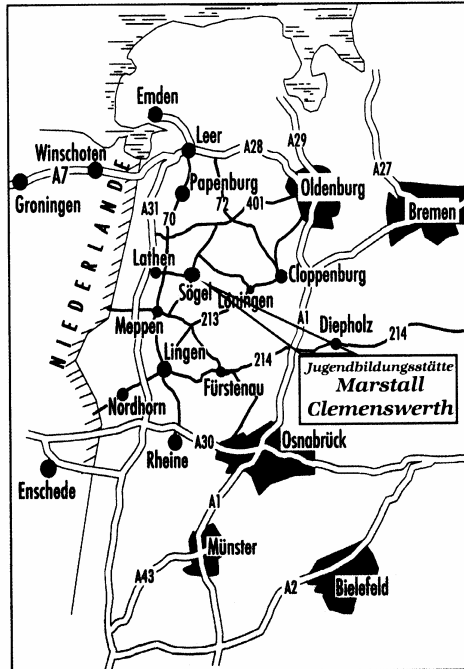 Emden
Leer
A28
A29
A27
Winschoten
A7
Groningen
Papenburg
A31
70
72
401
Oldenburg
Bremen
NIEDERLANDE
Lathen
Sögel
Cloppenburg
Löningen
Meppen
213
A1
Diepholz
214
Lingen
214
Fürstenau
Jugendbildungsstätte
Marstall
Clemenswerth
Nordhorn
Rheine
A30
Osnabrück
Enschede
A1
Münster
A43
A2
Bielefeld